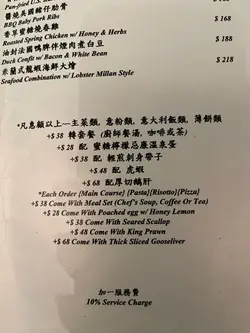 Pan-fried U.S.
醬燒美國豬仔肋骨
BBQ Baby Pork Ribs
$ 168
香草蜜糖燒春雞
Roasted Spring Chicken w/ Honey & Herbs
$ 188
油封法國鴨髀伴煙肉煮白豆
Duck Confit w/ Bacon & White Bean
$ 188
米蘭式龍蝦海鮮大燴
Seafood Combination w/ Lobster Millan Style
$ 218
*凡惠顧以上—主菜類, 意粉類, 意大利飯類, 薄餅類
+$ 38 轉套餐 (廚師餐湯, 咖啡或茶)
+$ 28 配 蜜糖檸檬忌廉溫泉蛋
+$ 38 配 輕煎刺身帶子
+$ 48 配 虎蝦
+$ 68 配厚切鵝肝
*Each Order {Main Course} {Pasta}{Risotto}{Pizza}
+$ 38 Come With Meal Set (Chef's Soup, Coffee Or Tea)
+$ 28 Come With Poached egg w/ Honey Lemon
+$ 38 Come With Seared Scallop
+$ 48 Come With King Prawn
+$ 68 Come With Thick Sliced Gooseliver
加一服務費
10% Service Charge